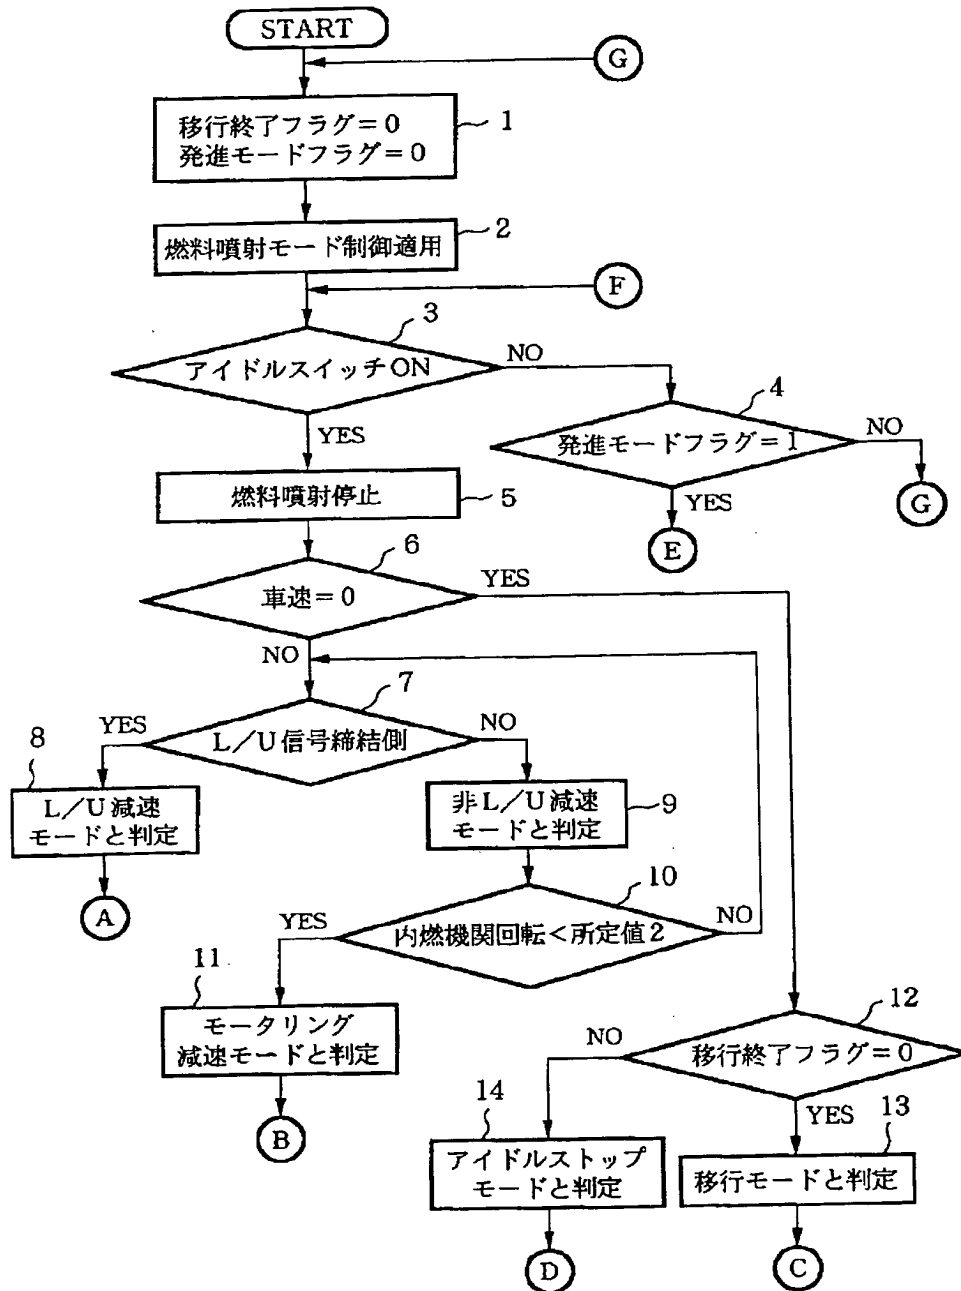 START
G
移行終了フラグ=0
発進モードフラグ=0
1
燃料噴射モード制御適用
2
F
3
アイドルスイッチON
NO
YES
4
発進モードフラグ=1
NO
YES
G
E
燃料噴射停止
5
6
車速=0
YES
NO
7
L/U信号締結側
YES
NO
8
L/U減速
モードと判定
A
非L/U減速
モードと判定
9
10
内燃機関回転<所定値2
YES
NO
11
モータリング
減速モードと判定
B
12
移行終了フラグ=0
NO
YES
14
アイドルストップ
モードと判定
D
13
移行モードと判定
C